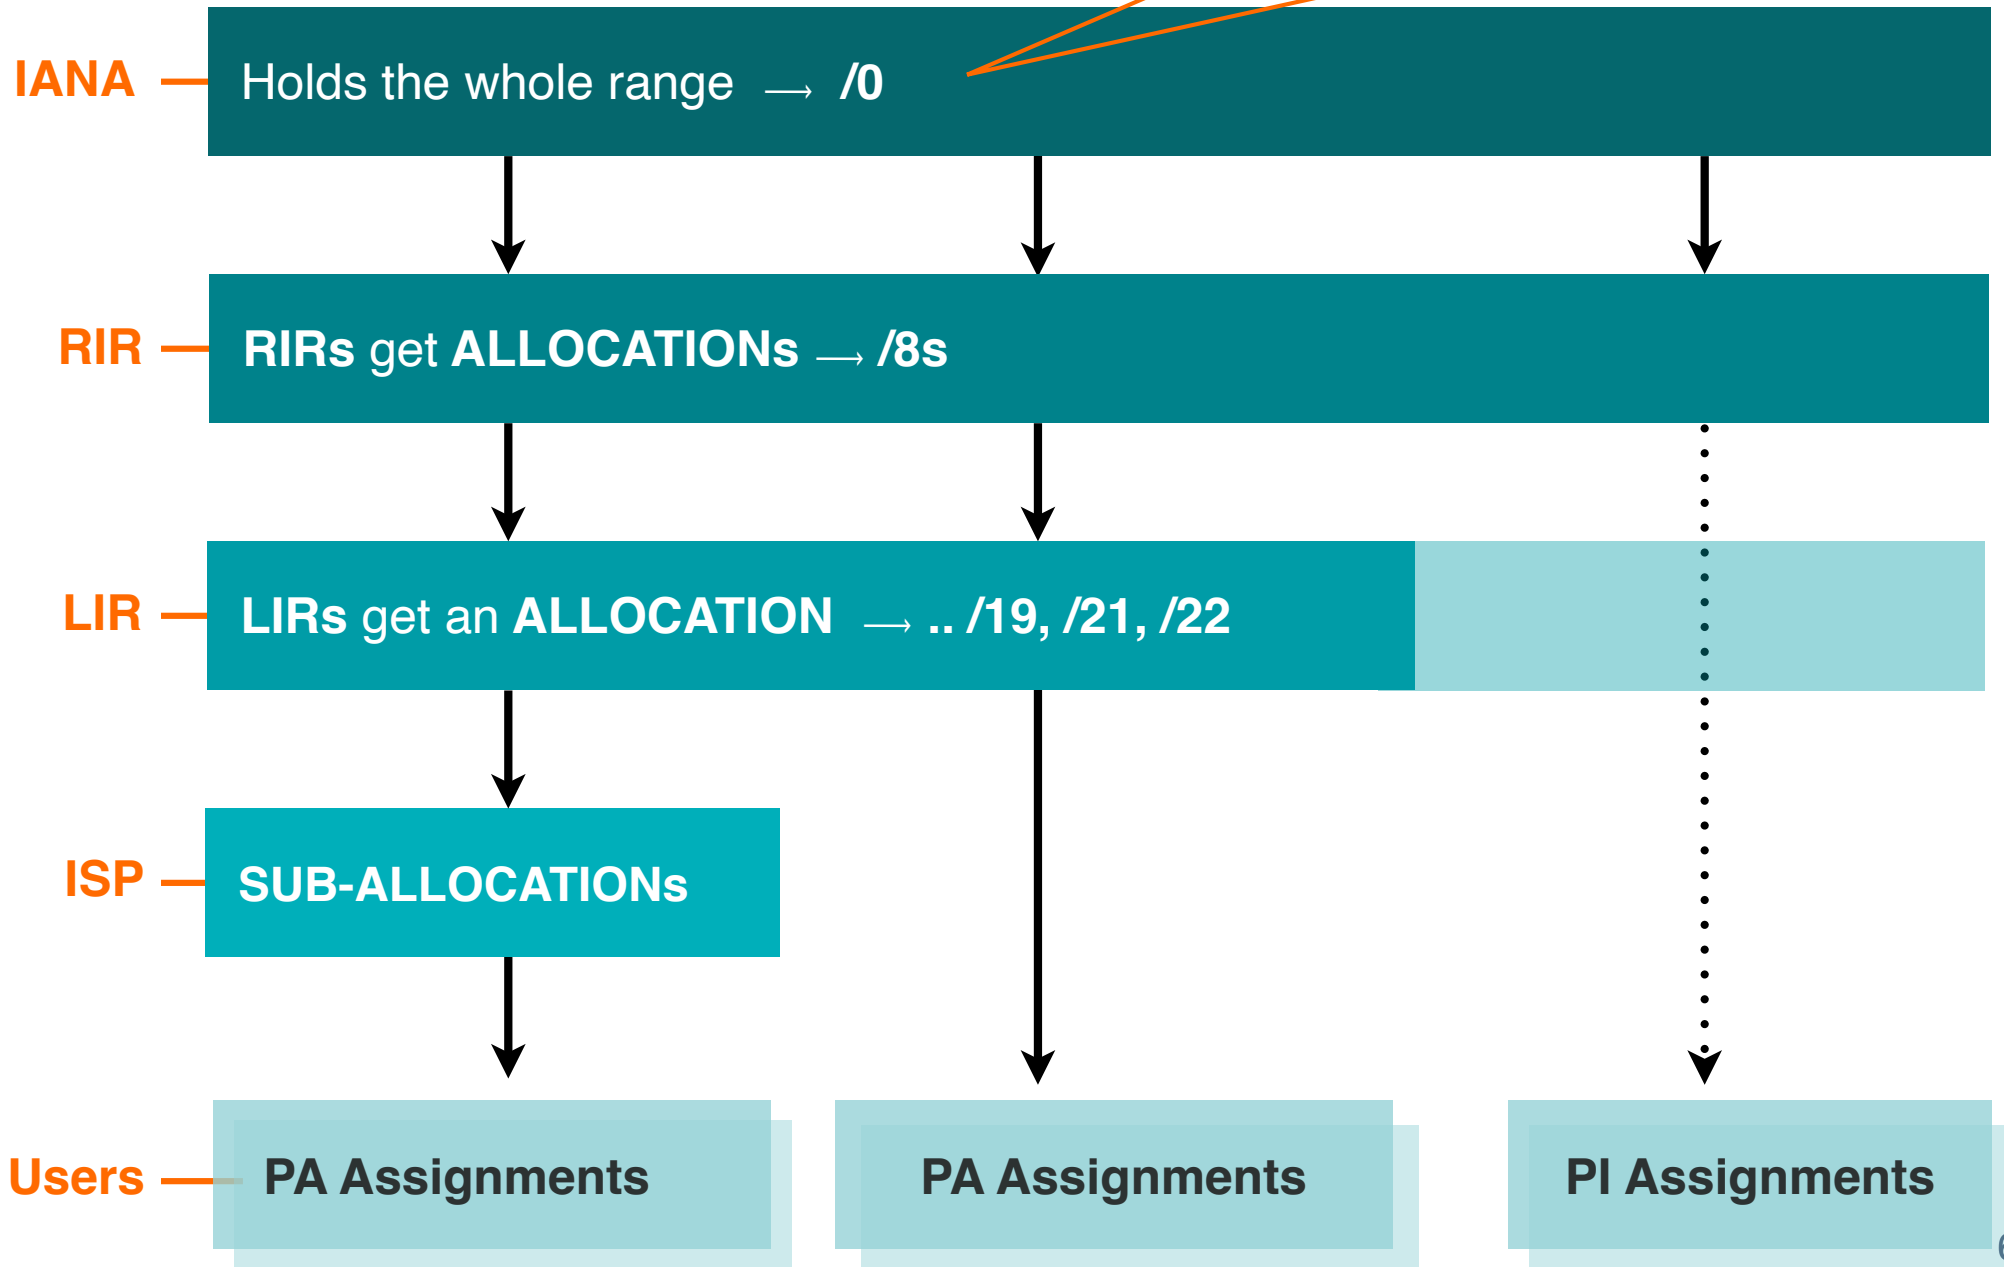 IANA
Holds the whole range → /0
RIR
RIRs get ALLOCATIONs → /8s
LIR
LIRs get an ALLOCATION → .. /19, /21, /22
ISP
SUB-ALLOCATIONs
Users
PA Assignments
PA Assignments
PI Assignments